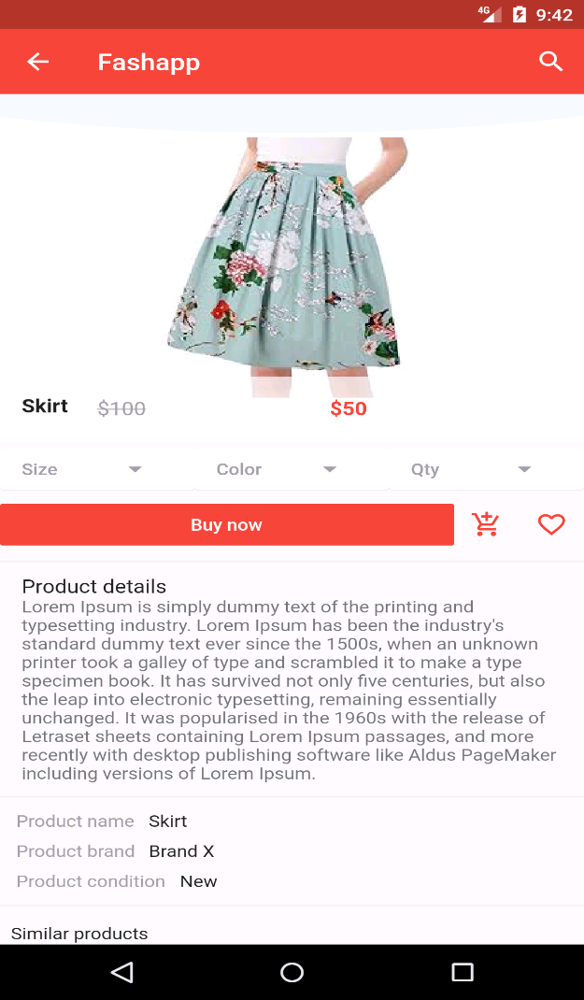 4G 9:42
Fashapp
Skirt $100 $50
Size Color Qty
Buy now
Product details
Lorem Ipsum is simply dummy text of the printing and
typesetting industry. Lorem Ipsum has been the industry's
standard dummy text ever since the 1500s, when an unknown
printer took a galley of type and scrambled it to make a type
specimen book. It has survived not only five centuries, but also
the leap into electronic typesetting, remaining essentially
unchanged. It was popularised in the 1960s with the release of
Letraset sheets containing Lorem Ipsum passages, and more
recently with desktop publishing software like Aldus PageMaker
including versions of Lorem Ipsum.
Product name Skirt
Product brand Brand X
Product condition New
Similar products